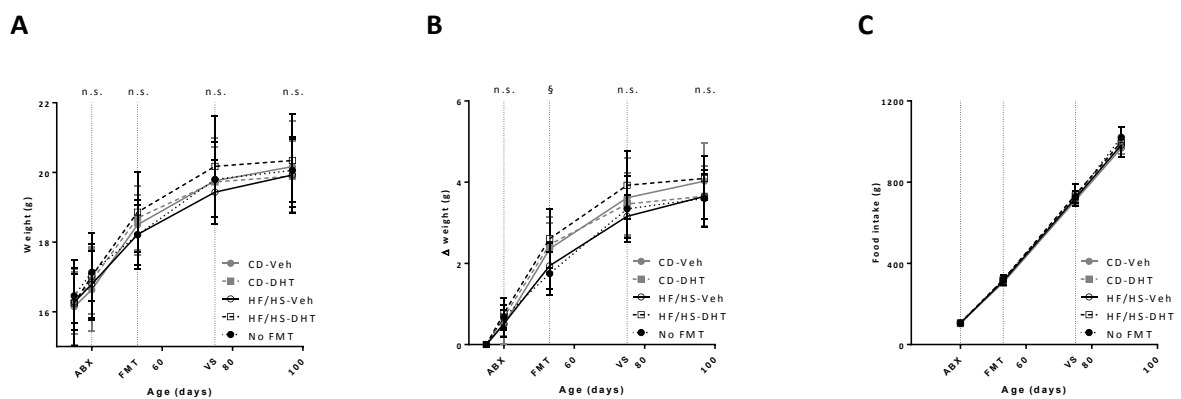 A
B
C
n.s. n.s. n.s. n.s.
n.s. § n.s. n.s.
22
20
18
16
Weight (g)
CD-Veh
CD-DHT
HF/HS-Veh
HF/HS-DHT
No FMT
ABX FMT 60 VS 80 100
Age (days)
6
4
2
0
Δ weight (g)
CD-Veh
CD-DHT
HF/HS-Veh
HF/HS-DHT
No FMT
ABX FMT 60 VS 80 100
Age (days)
1200
800
400
0
Food intake (g)
CD-Veh
CD-DHT
HF/HS-Veh
HF/HS-DHT
No FMT
ABX FMT 60 VS 80 100
Age (days)